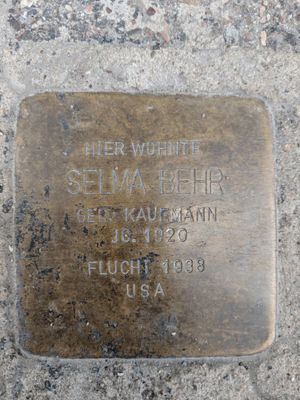 HIER WOHNTE
SELMA BEHR
GEB. KAUFMANN
JG. 1920
FLUCHT 1938
USA